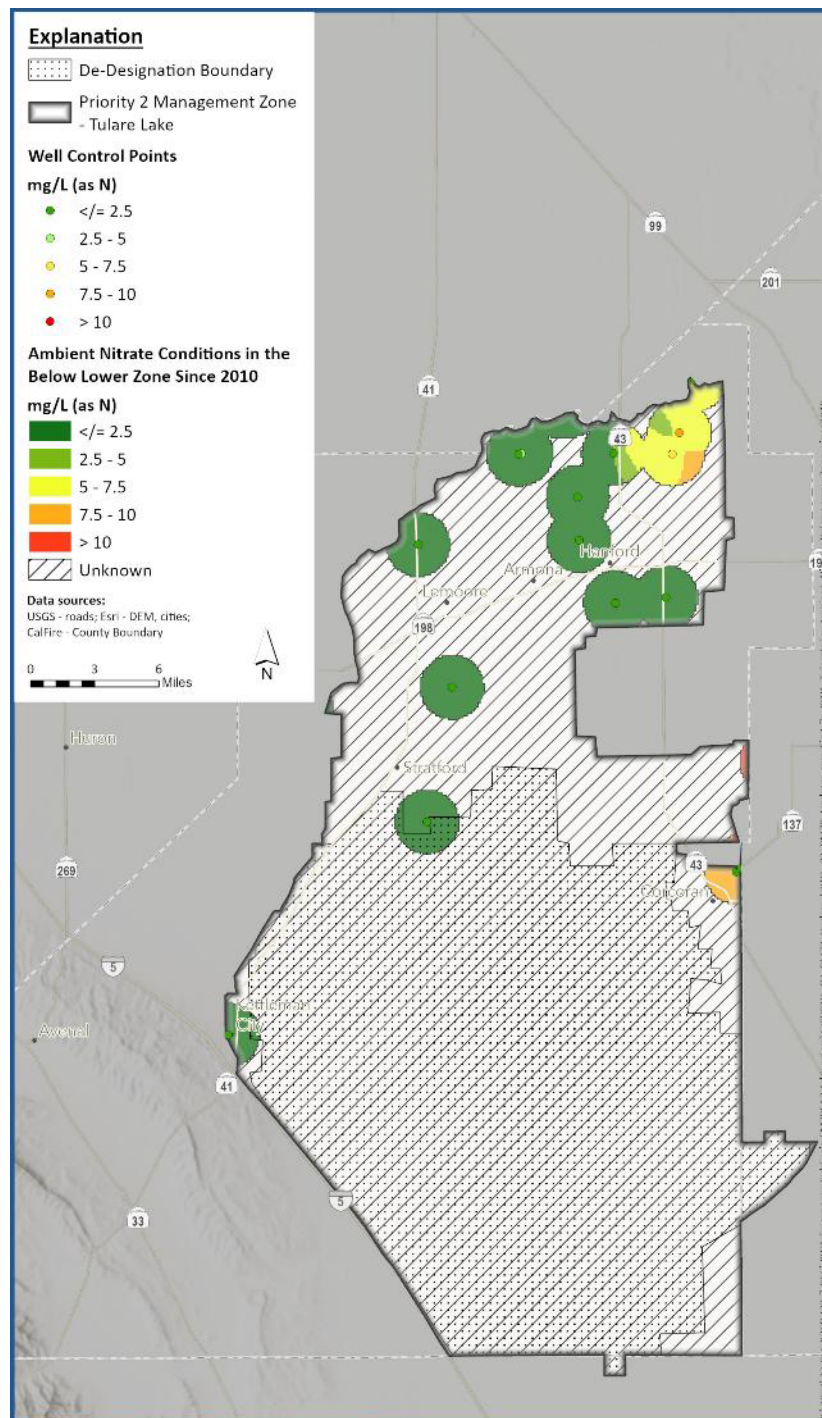 Explanation
De-Designation Boundary
Priority 2 Management Zone
- Tulare Lake
Well Control Points
mg/L (as N)
</= 2.5
2.5 - 5
5 - 7.5
7.5 - 10
> 10
Ambient Nitrate Conditions in the
Below Lower Zone Since 2010
mg/L (as N)
</= 2.5
2.5 - 5
5 - 7.5
7.5 - 10
> 10
Unknown
Data sources:
USGS - roads; Esri - DEM, cities;
CalFire - County Boundary
N
0 3 6
Miles
99
201
41
43
19
Hanford
Armona
Lemoore
198
Huron
Stratford
137
269
43
Corcoran
5
Kettleman
City
Avenal
41
5
33